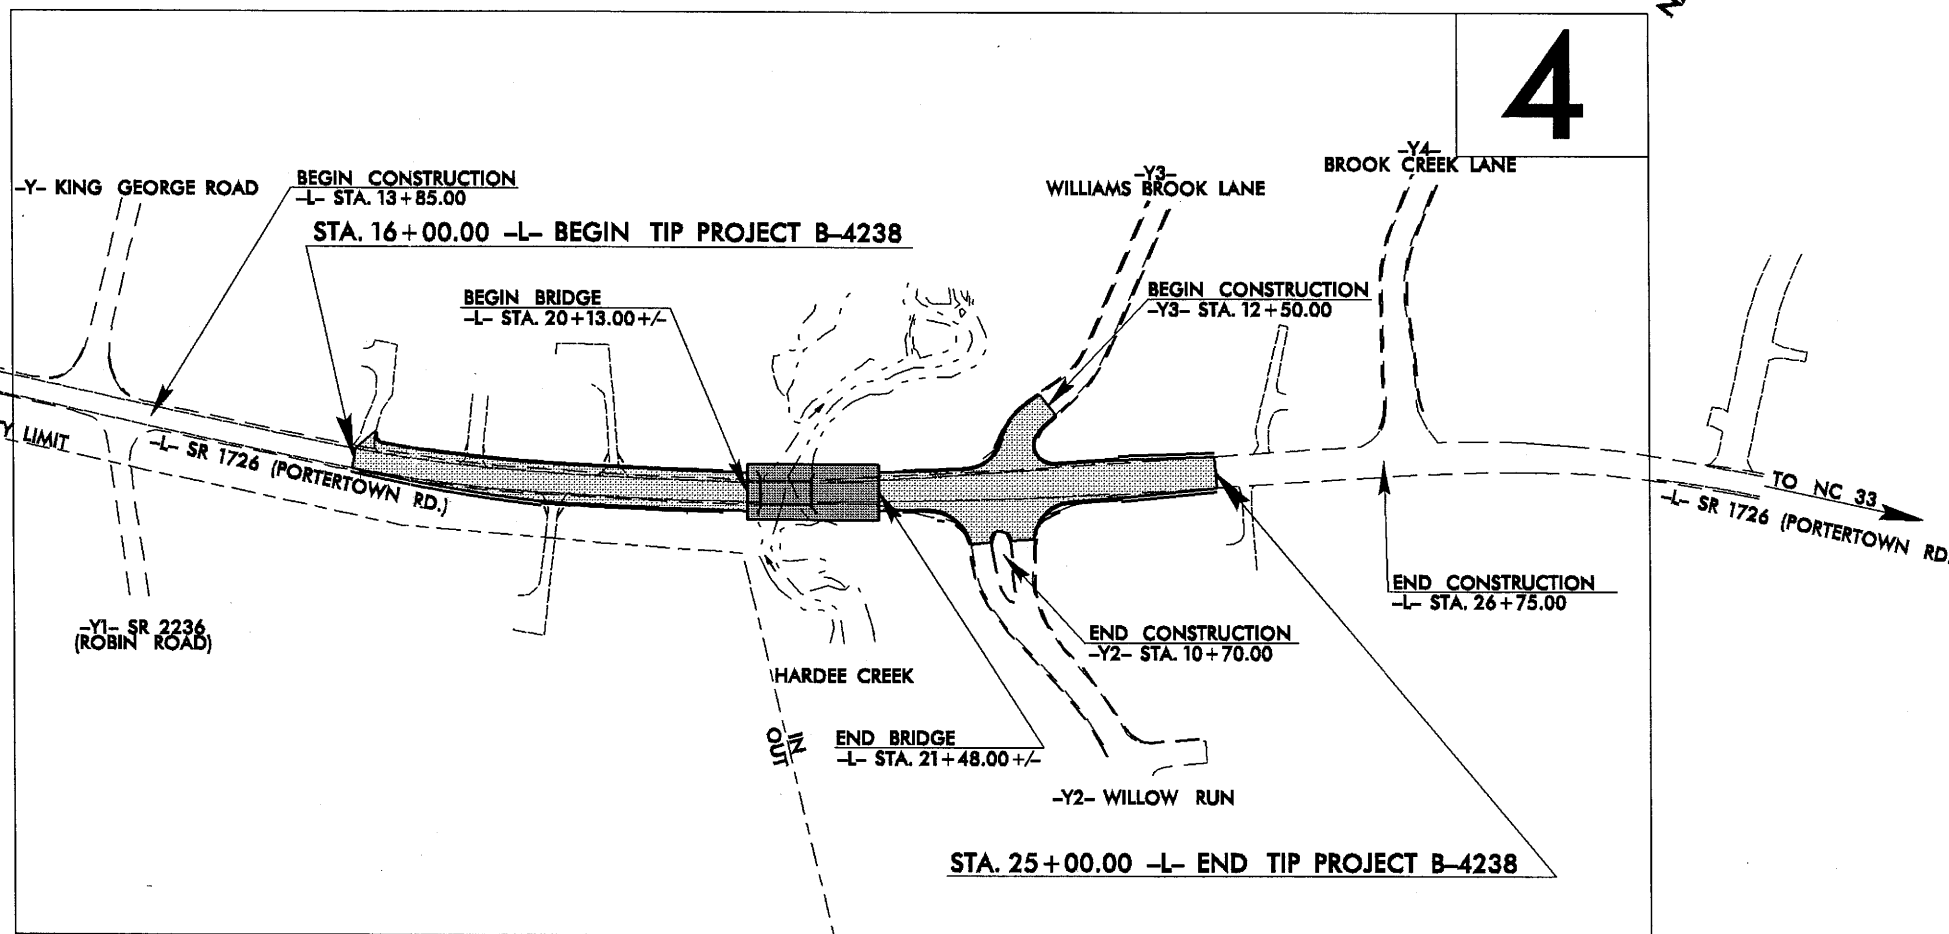 4
-Y4-
BROOK CREEK LANE
-Y3-
WILLIAMS BROOK LANE
-Y- KING GEORGE ROAD
BEGIN CONSTRUCTION
-L- STA. 13+85.00
STA. 16+00.00 -L- BEGIN TIP PROJECT B-4238
BEGIN BRIDGE
-L- STA. 20+13.00+/-
BEGIN CONSTRUCTION
-Y3- STA. 12+50.00
Y LIMIT
-L- SR 1726 (PORTERTOWN RD.)
TO NC 33
-L- SR 1726 (PORTERTOWN RD.
END CONSTRUCTION
-L- STA. 26+75.00
-Y1- SR 2236
(ROBIN ROAD)
END CONSTRUCTION
-Y2- STA. 10+70.00
HARDEE CREEK
IN
OUT
END BRIDGE
-L- STA. 21+48.00+/-
-Y2- WILLOW RUN
STA. 25+00.00 -L- END TIP PROJECT B-4238